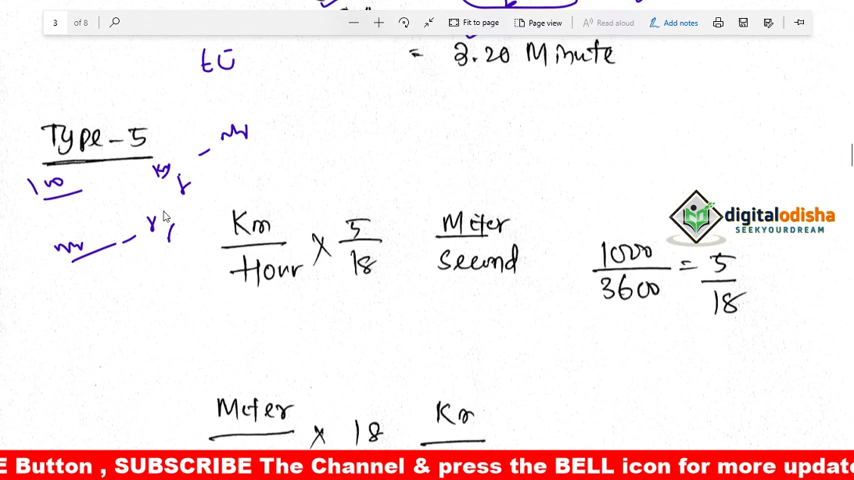 3 of 8 Fit to page Page view Read aloud Add notes
= 2.20 Minute
Type - 5
100
Km / Hour × 5 / 18 Meter / Second
1000 / 3600 = 5 / 18
digitalodisha
SEEKYOURDREAM
Meter × 18 Km
E Button , SUBSCRIBE The Channel & press the BELL icon for more update